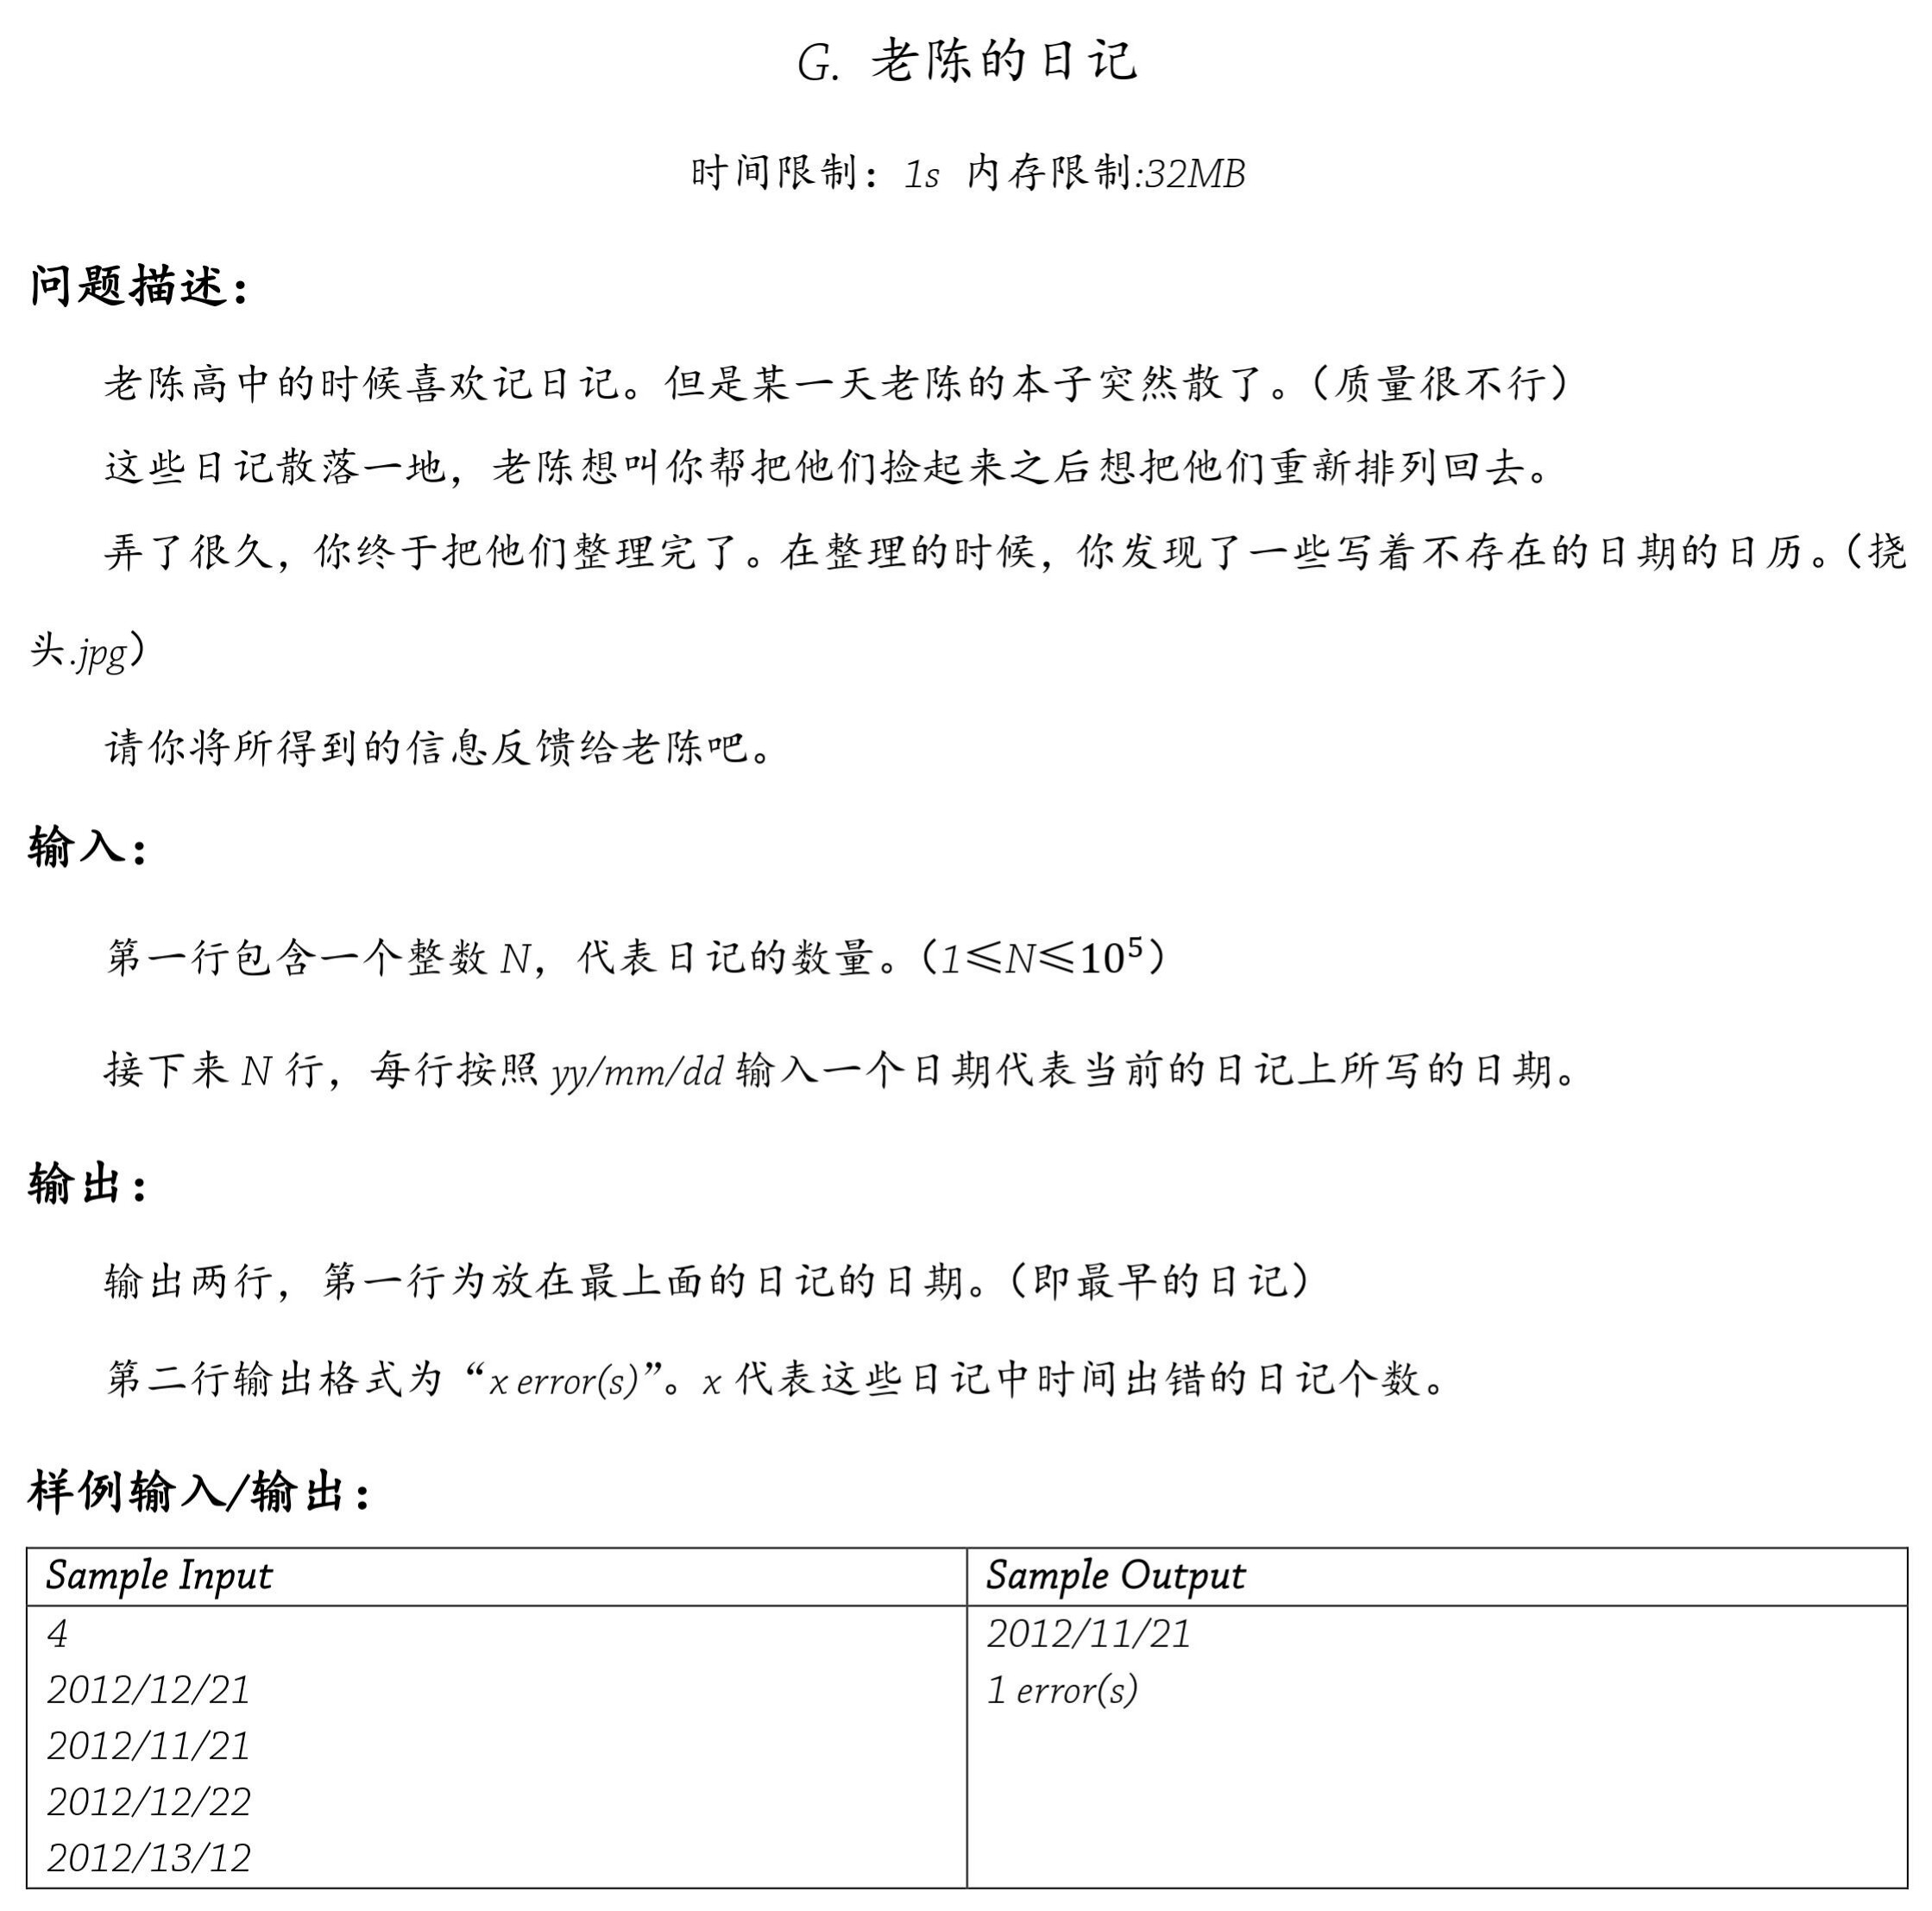 G. 老陈的日记
时间限制：1s 内存限制:32MB
问题描述：
老陈高中的时候喜欢记日记。但是某一天老陈的本子突然散了。（质量很不行）
这些日记散落一地，老陈想叫你帮把他们捡起来之后想把他们重新排列回去。
弄了很久，你终于把他们整理完了。在整理的时候，你发现了一些写着不存在的日期的日历。（挠
头.jpg）
请你将所得到的信息反馈给老陈吧。
输入：
第一行包含一个整数 N，代表日记的数量。（1⩽N⩽10⁵）
接下来 N 行，每行按照 yy/mm/dd 输入一个日期代表当前的日记上所写的日期。
输出：
输出两行，第一行为放在最上面的日记的日期。（即最早的日记）
第二行输出格式为“x error(s)”。x 代表这些日记中时间出错的日记个数。
样例输入/输出：
Sample Input Sample Output
4 2012/11/21
2012/12/21 1 error(s)
2012/11/21
2012/12/22
2012/13/12